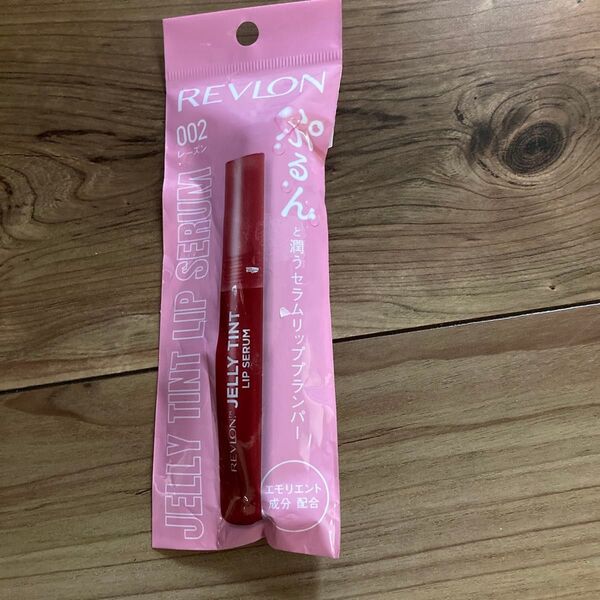 REVLON
002
レーズン
ぷるん
と潤うセラムリッププランパー
JELLY TINT LIP SERUM
REVLON JELLY TINT
LIP SERUM
エモリエント
成分 配合